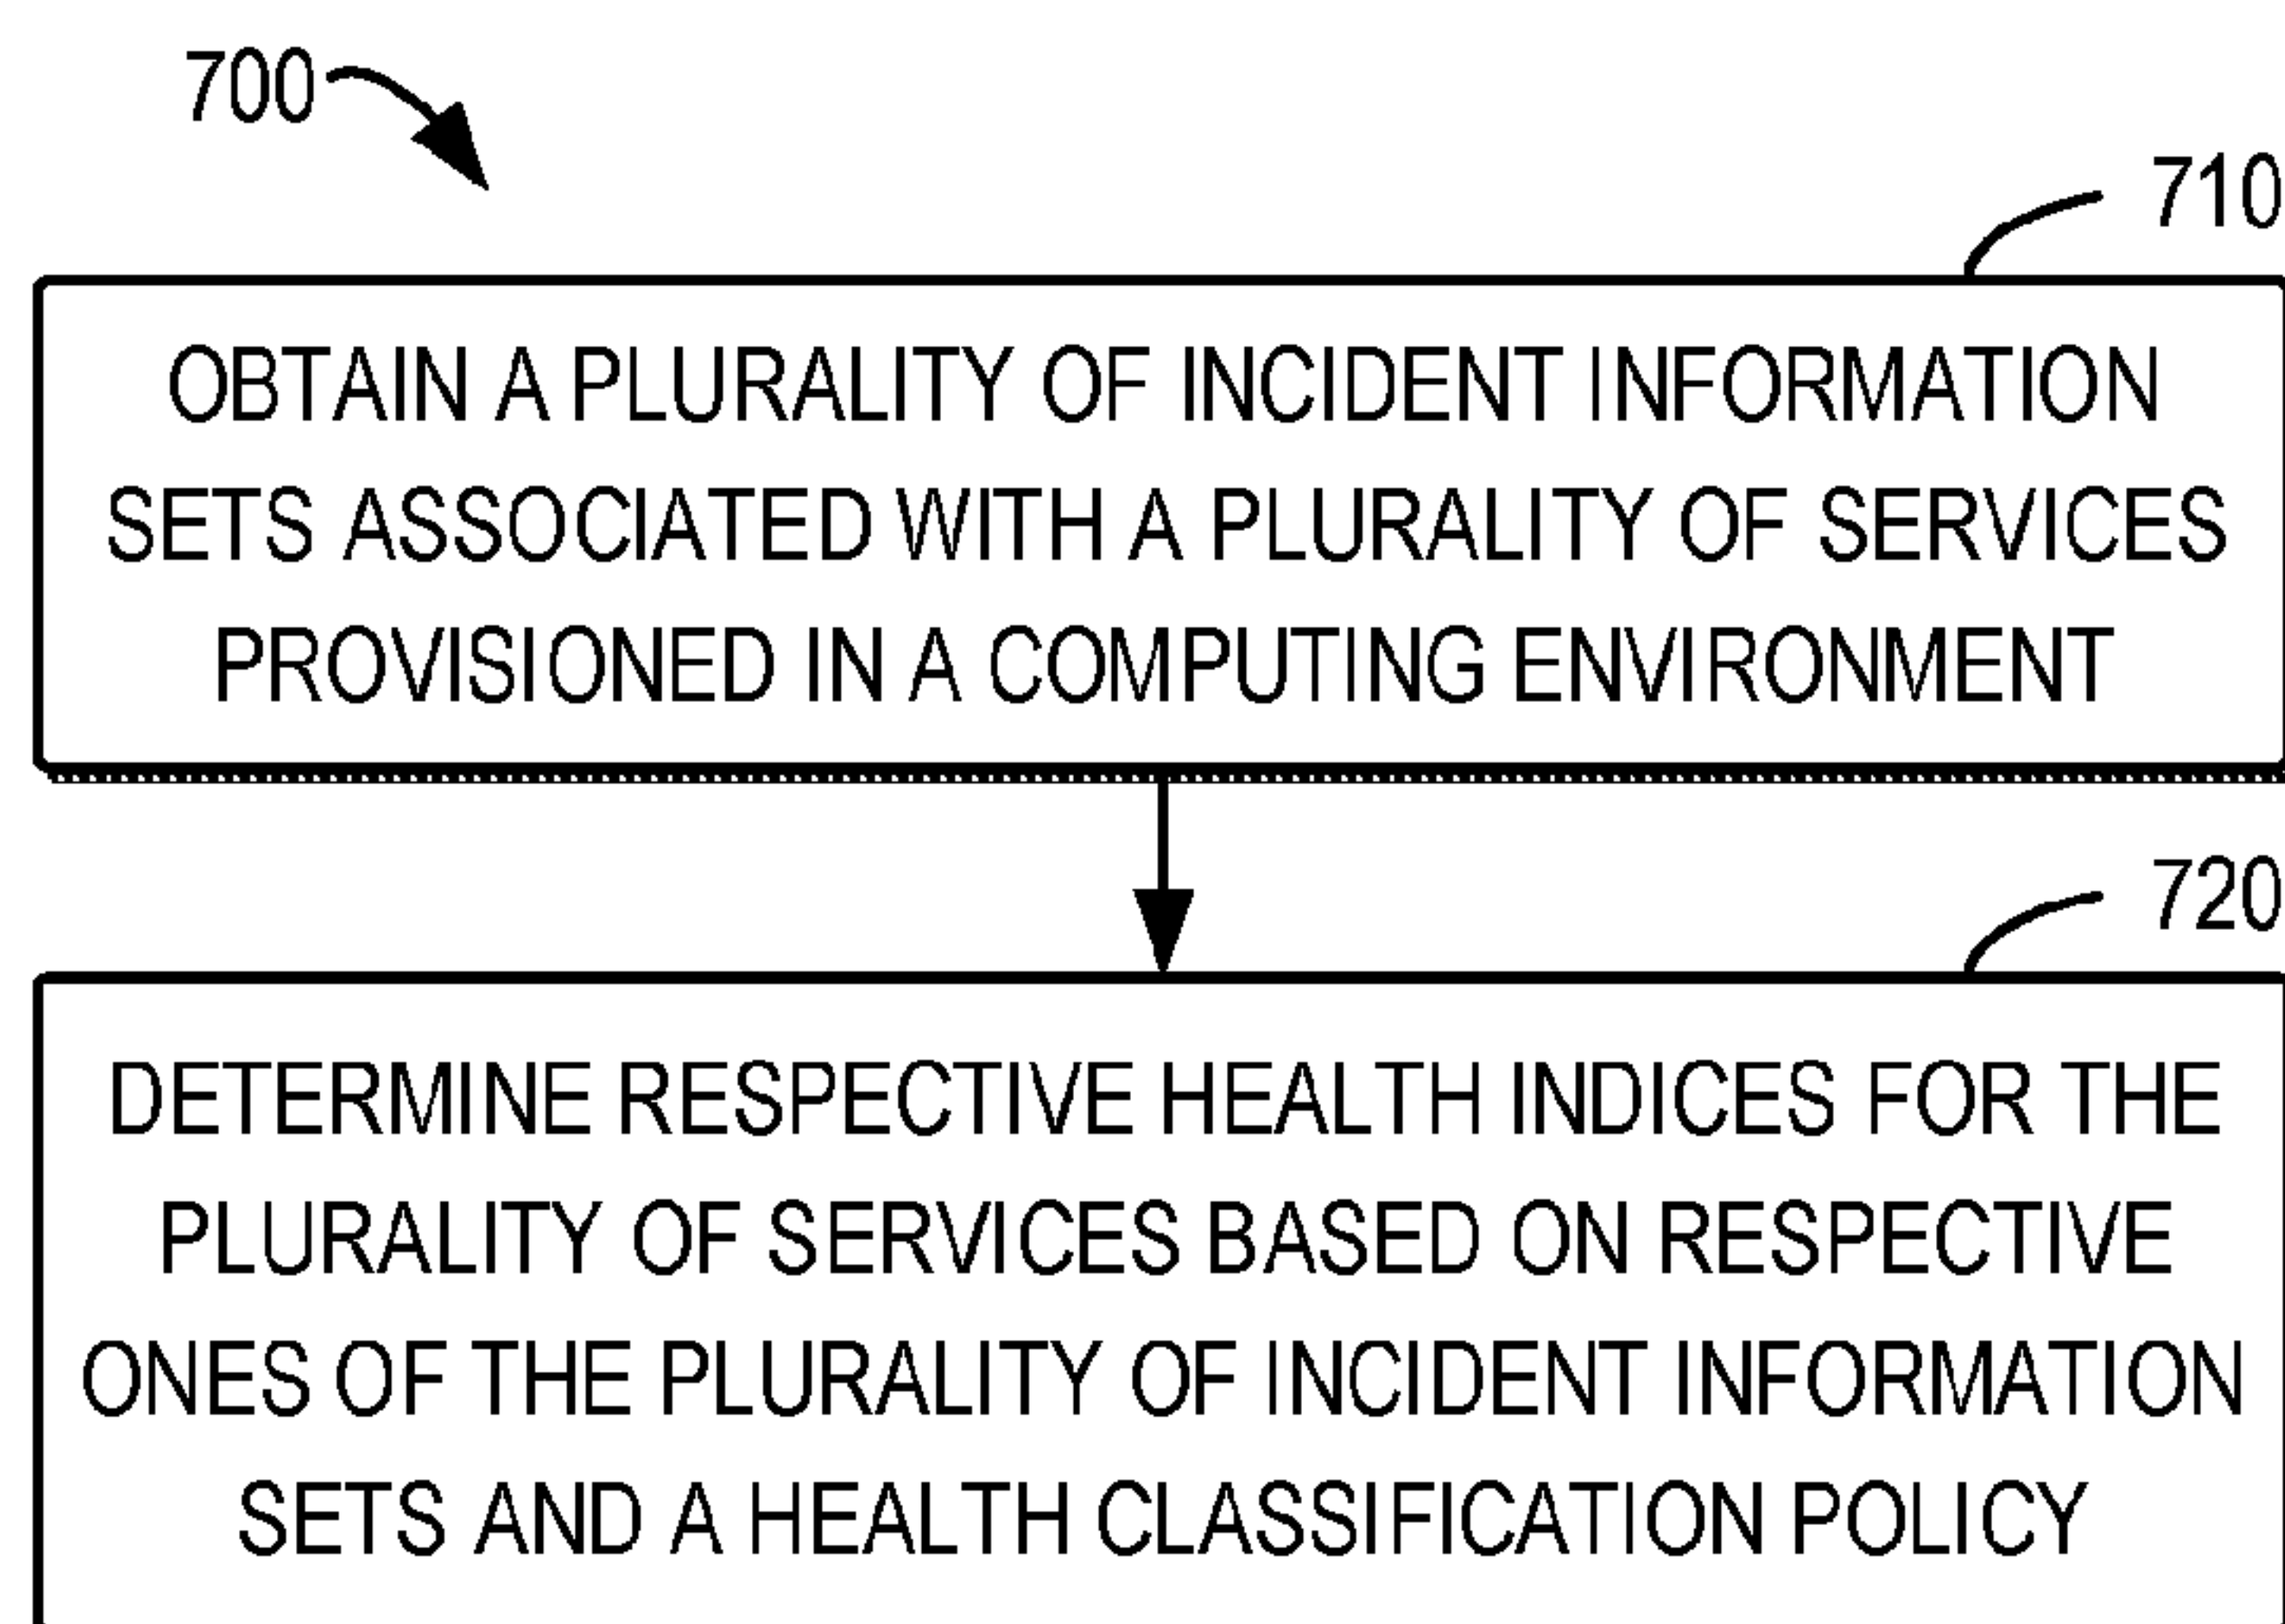 700
710
OBTAIN A PLURALITY OF INCIDENT INFORMATION
SETS ASSOCIATED WITH A PLURALITY OF SERVICES
PROVISIONED IN A COMPUTING ENVIRONMENT
720
DETERMINE RESPECTIVE HEALTH INDICES FOR THE
PLURALITY OF SERVICES BASED ON RESPECTIVE
ONES OF THE PLURALITY OF INCIDENT INFORMATION
SETS AND A HEALTH CLASSIFICATION POLICY